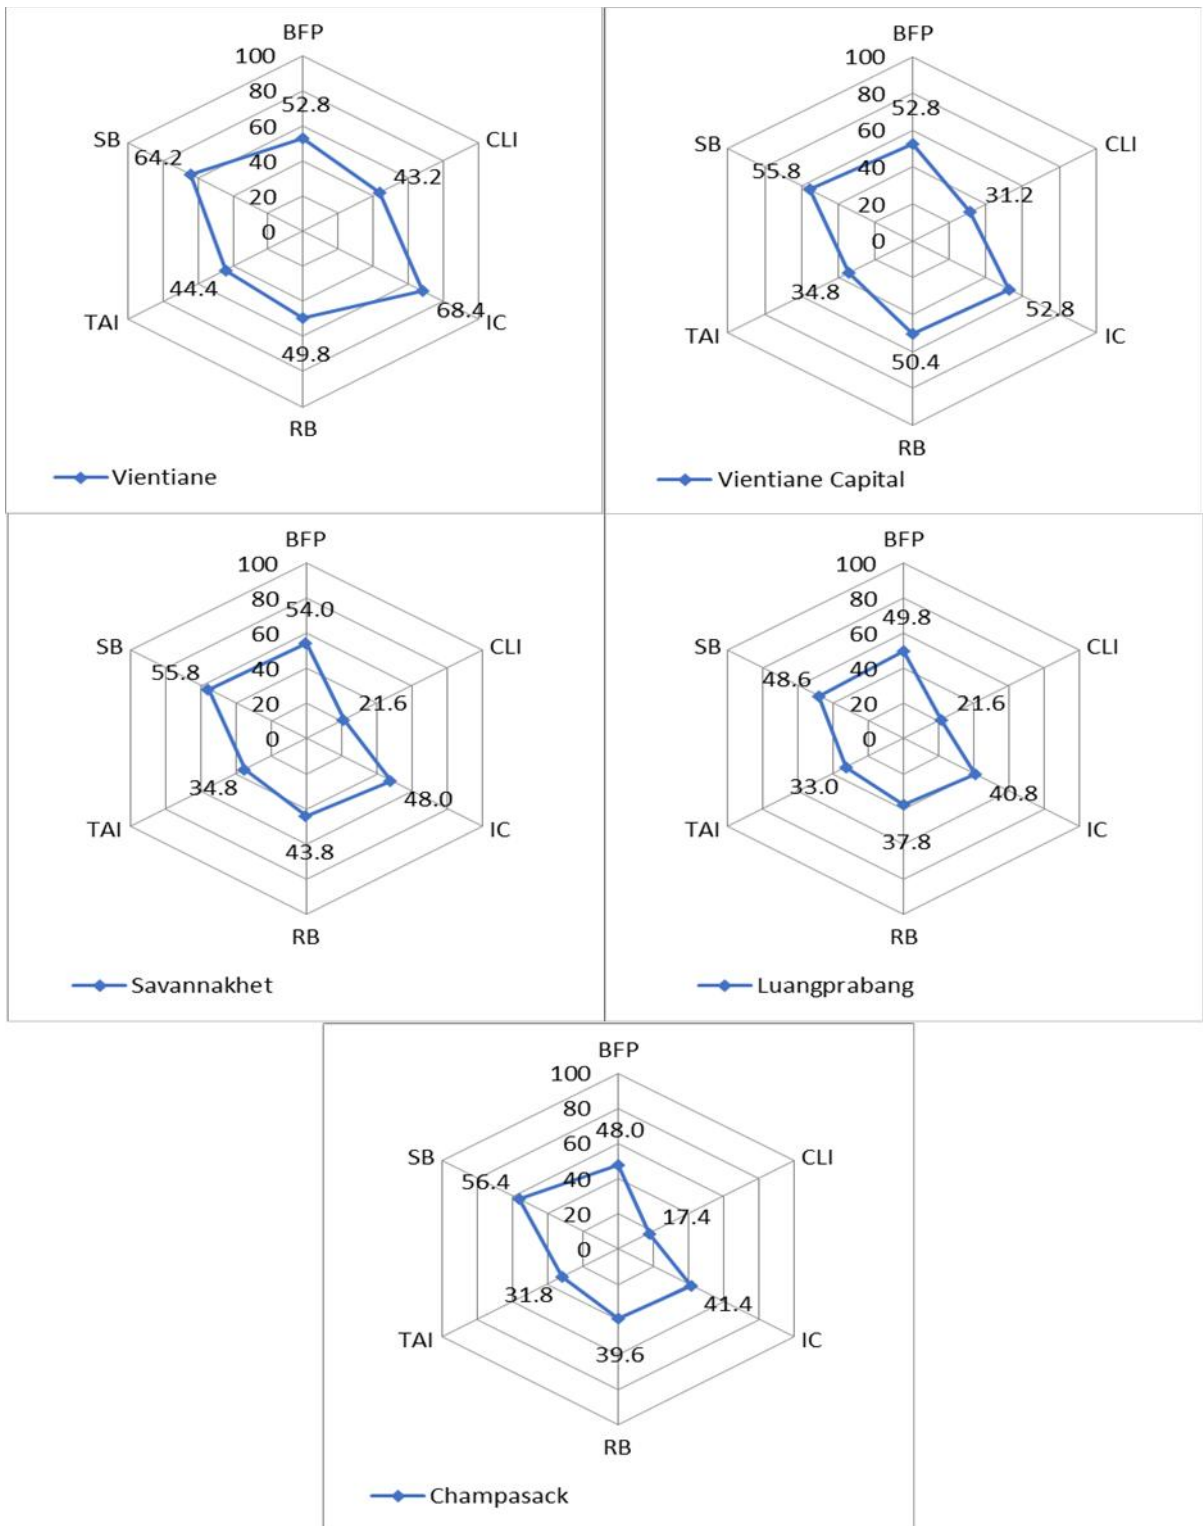 BFP
100
80
52.8
60
40
20
0
SB
64.2
CLI
43.2
TAI
44.4
68.4
IC
49.8
RB
Vientiane
BFP
100
80
52.8
60
40
20
0
SB
55.8
CLI
31.2
TAI
34.8
52.8
IC
50.4
RB
Vientiane Capital
BFP
100
80
54.0
60
40
20
0
SB
55.8
CLI
21.6
TAI
34.8
48.0
IC
43.8
RB
Savannakhet
BFP
100
80
49.8
60
40
20
0
SB
48.6
CLI
21.6
TAI
33.0
40.8
IC
37.8
RB
Luangprabang
BFP
100
80
48.0
60
40
20
0
SB
56.4
CLI
17.4
TAI
31.8
41.4
IC
39.6
RB
Champasack